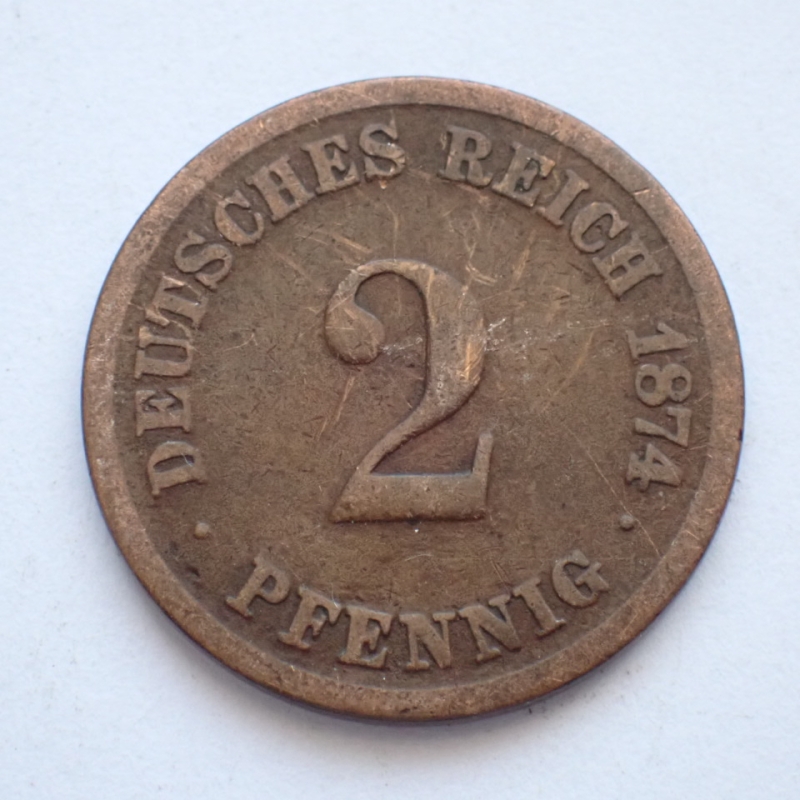 DEUTSCHES REICH 1874
2
· PFENNIG ·